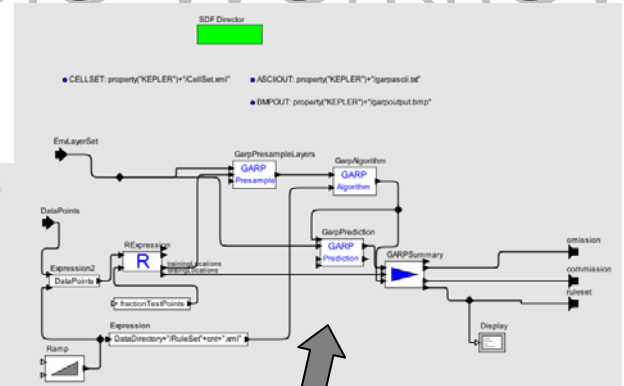 SDF Director
CELLSET: property("KEPLER")+"/CellSet.xml"
ASCIIOUT: property("KEPLER")+"/garpascii.txt"
BMPOUT: property("KEPLER")+"/garpoutput.bmp"
EnvLayerSet
GarpPresampleLayers
GARP
Presample
GarpAlgorithm
GARP
Algorithm
DataPoints
RExpression
R
trainingLocations
testingLocations
GarpPrediction
GARP
Prediction
GARPSummary
omission
commission
ruleset
Expression2
DataPoints
fractionTestPoints
Expression
DataDirectory+"/RuleSet"+cnt+".xml"
Ramp
Display